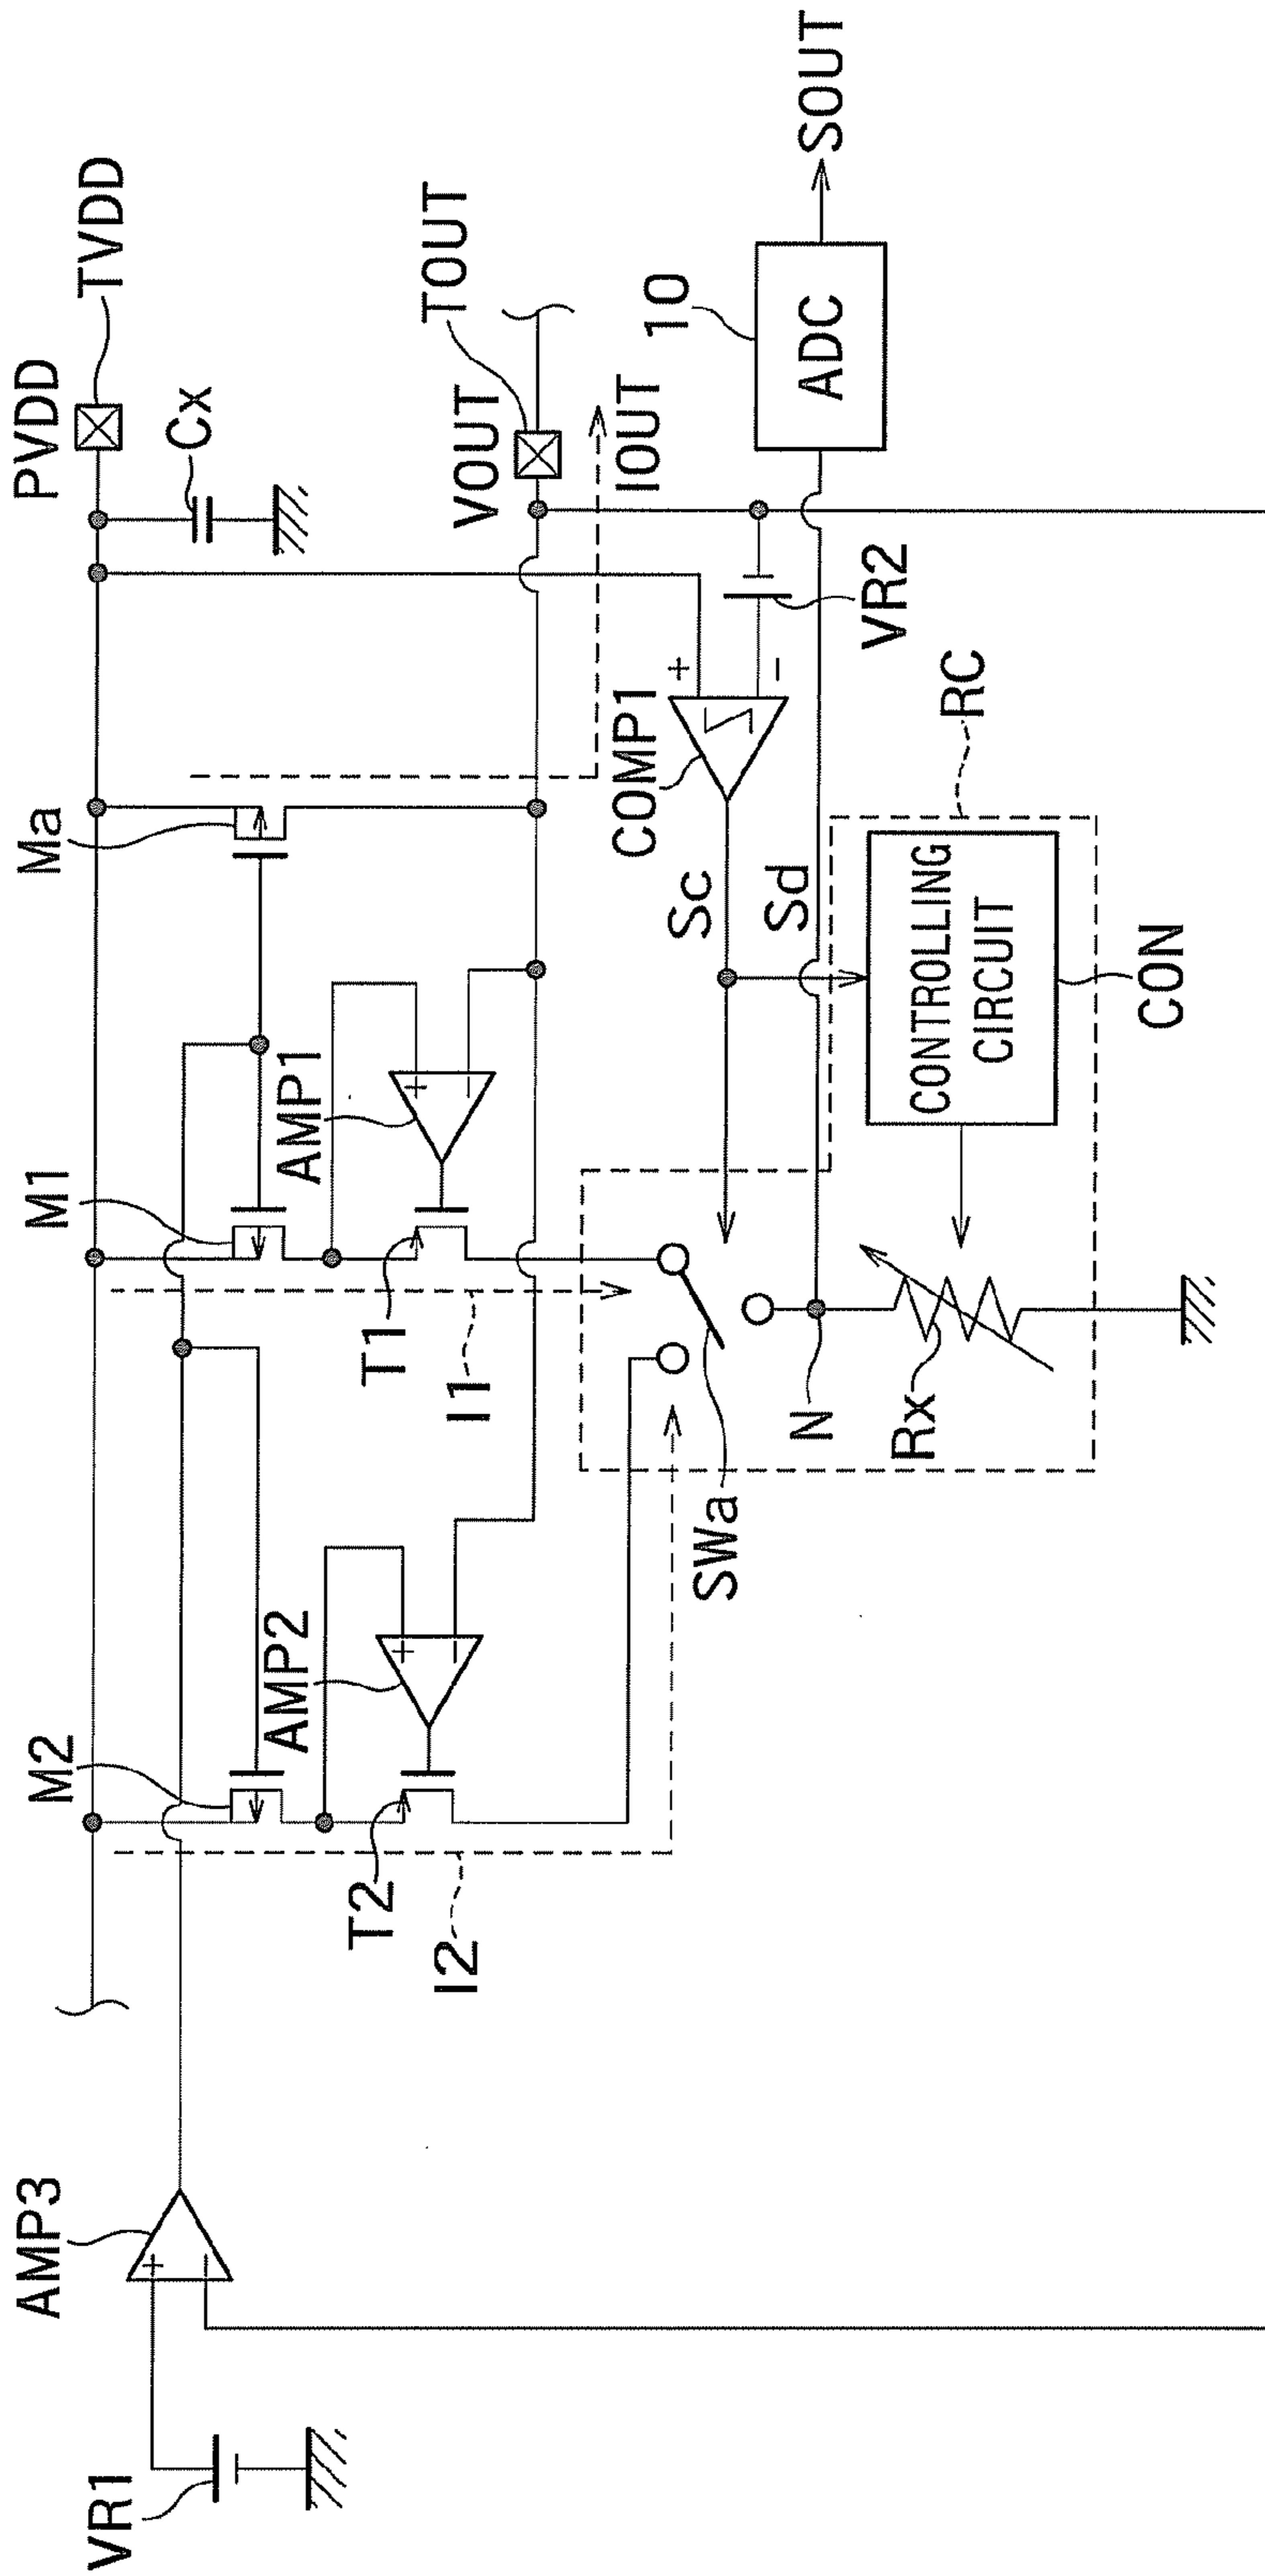 PVDD
TVDD
Cx
VOUT
TOUT
IOUT
10
ADC
SOUT
Ma
M1
AMP1
T1
I1
M2
AMP2
T2
I2
AMP3
VR1
COMP1
+
−
VR2
Sc
Sd
RC
CONTROLLING
CIRCUIT
CON
SWa
N
Rx
+
−
+
−
+
−